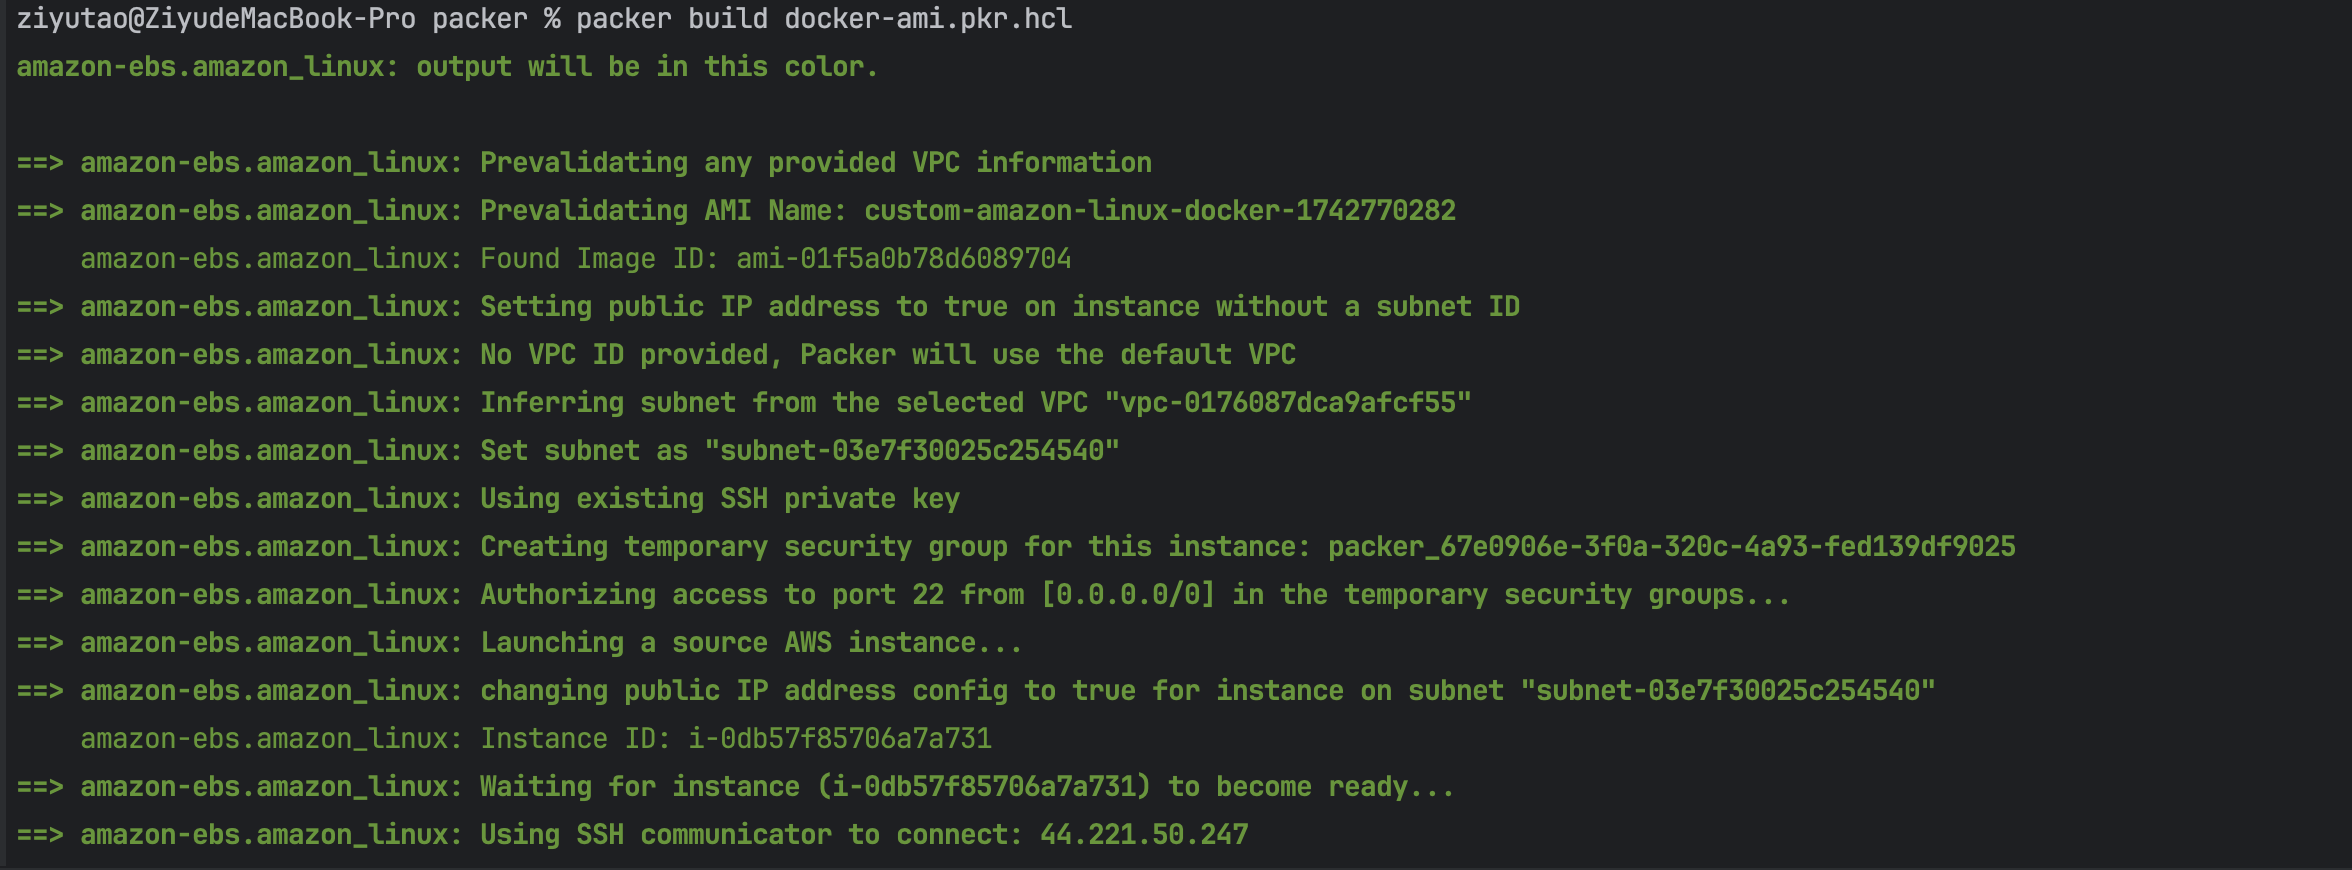 ziyutao@ZiyudeMacBook-Pro packer % packer build docker-ami.pkr.hcl
amazon-ebs.amazon_linux: output will be in this color.
==> amazon-ebs.amazon_linux: Prevalidating any provided VPC information
==> amazon-ebs.amazon_linux: Prevalidating AMI Name: custom-amazon-linux-docker-1742770282
    amazon-ebs.amazon_linux: Found Image ID: ami-01f5a0b78d6089704
==> amazon-ebs.amazon_linux: Setting public IP address to true on instance without a subnet ID
==> amazon-ebs.amazon_linux: No VPC ID provided, Packer will use the default VPC
==> amazon-ebs.amazon_linux: Inferring subnet from the selected VPC "vpc-0176087dca9afcf55"
==> amazon-ebs.amazon_linux: Set subnet as "subnet-03e7f30025c254540"
==> amazon-ebs.amazon_linux: Using existing SSH private key
==> amazon-ebs.amazon_linux: Creating temporary security group for this instance: packer_67e0906e-3f0a-320c-4a93-fed139df9025
==> amazon-ebs.amazon_linux: Authorizing access to port 22 from [0.0.0.0/0] in the temporary security groups...
==> amazon-ebs.amazon_linux: Launching a source AWS instance...
==> amazon-ebs.amazon_linux: changing public IP address config to true for instance on subnet "subnet-03e7f30025c254540"
    amazon-ebs.amazon_linux: Instance ID: i-0db57f85706a7a731
==> amazon-ebs.amazon_linux: Waiting for instance (i-0db57f85706a7a731) to become ready...
==> amazon-ebs.amazon_linux: Using SSH communicator to connect: 44.221.50.247